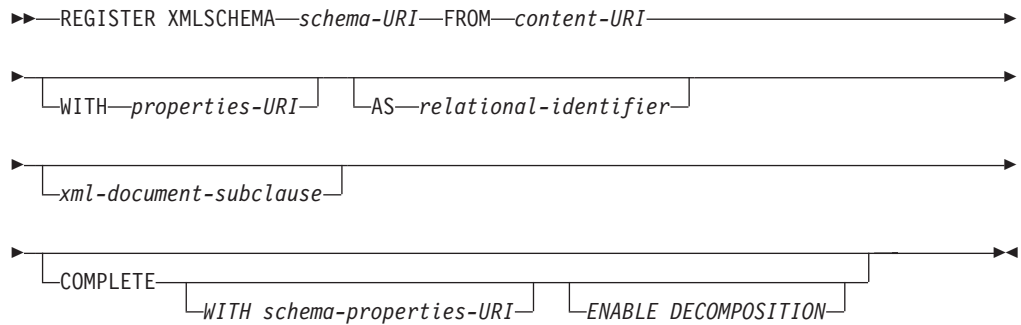 REGISTER XMLSCHEMA schema-URI FROM content-URI
WITH properties-URI AS relational-identifier
xml-document-subclause
COMPLETE
WITH schema-properties-URI ENABLE DECOMPOSITION